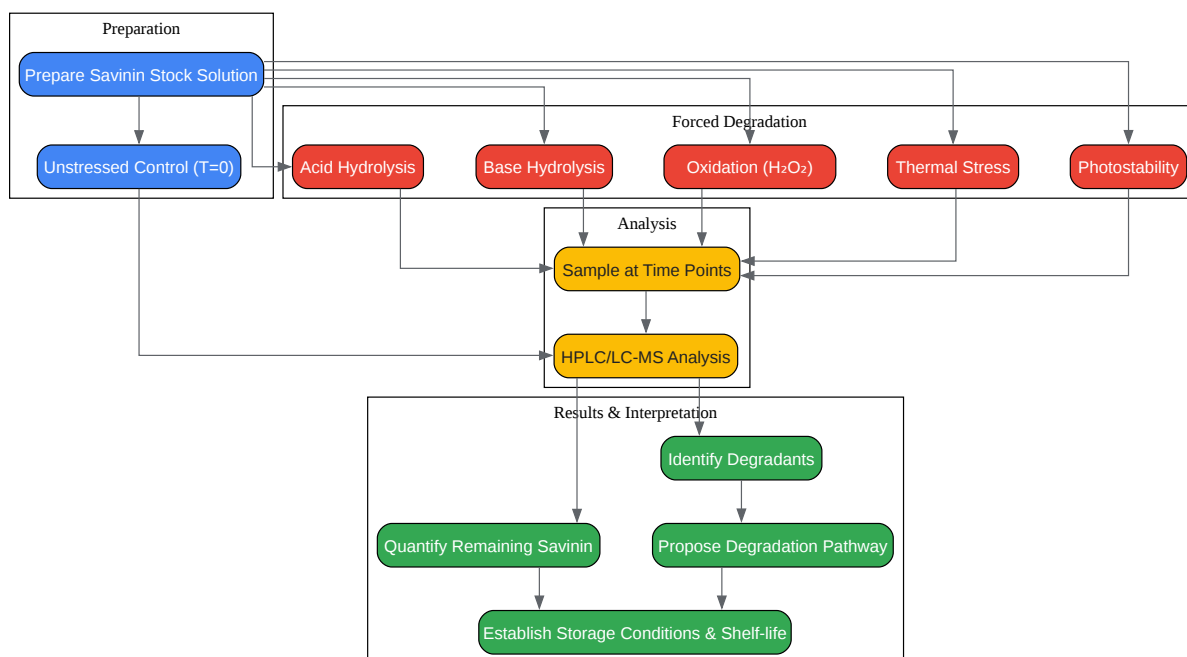 Preparation
Prepare Savinin Stock Solution
Unstressed Control (T=0)
Forced Degradation
Acid Hydrolysis
Base Hydrolysis
Oxidation (H₂O₂)
Thermal Stress
Photostability
Analysis
Sample at Time Points
HPLC/LC-MS Analysis
Results & Interpretation
Identify Degradants
Quantify Remaining Savinin
Propose Degradation Pathway
Establish Storage Conditions & Shelf-life